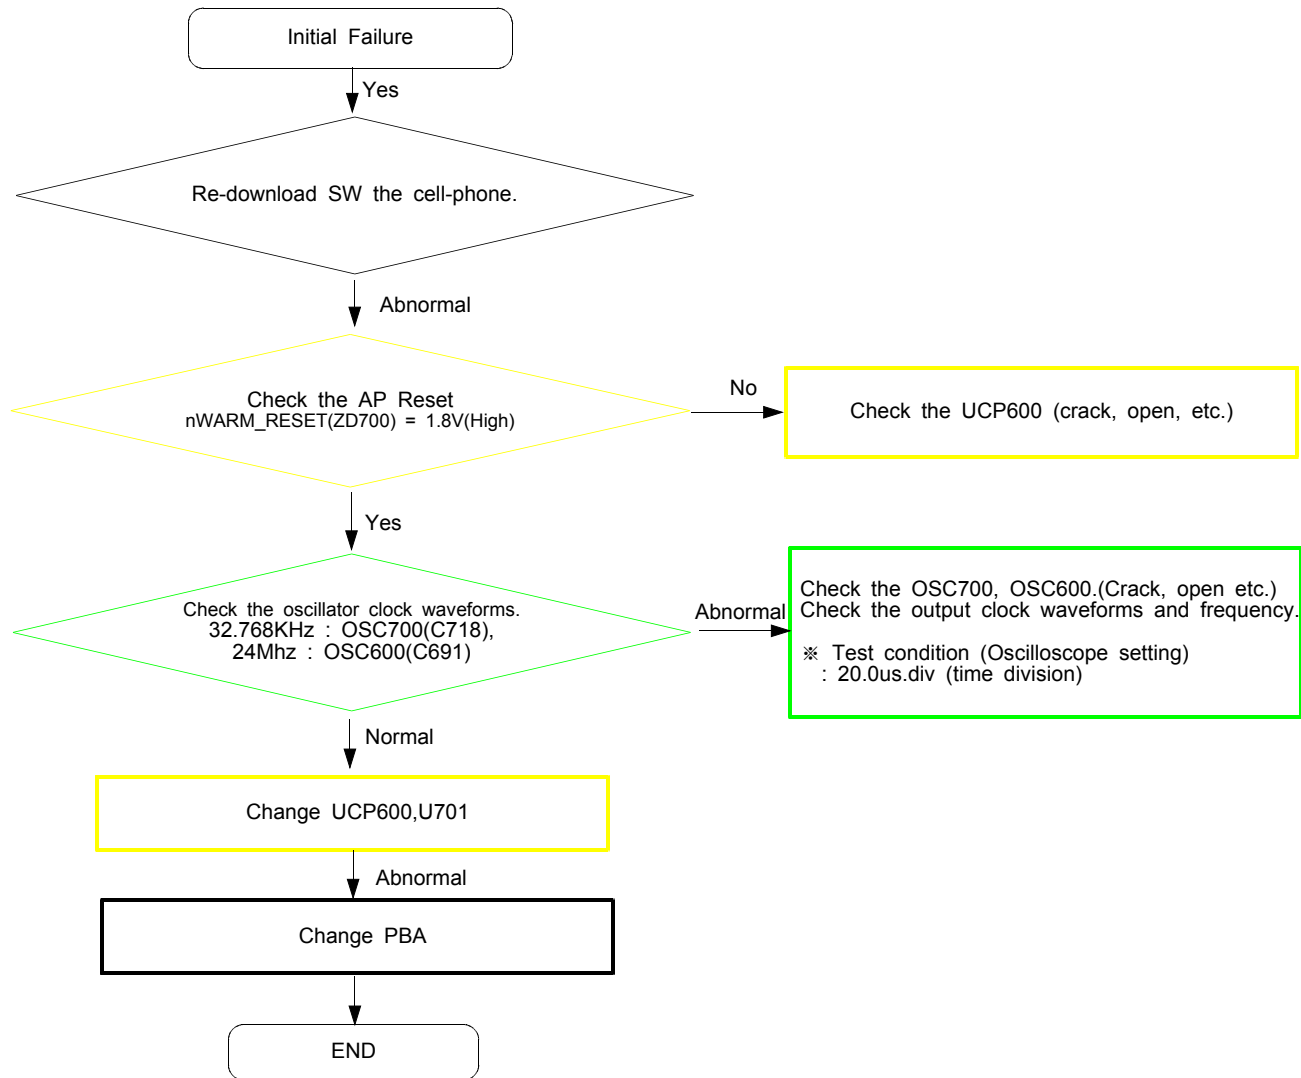 Initial Failure
Yes
Re-download SW the cell-phone.
Abnormal
Check the AP Reset
nWARM_RESET(ZD700) = 1.8V(High)
No
Check the UCP600 (crack, open, etc.)
Yes
Check the oscillator clock waveforms.
32.768KHz : OSC700(C718),
24Mhz : OSC600(C691)
Abnormal
Check the OSC700, OSC600.(Crack, open etc.)
Check the output clock waveforms and frequency.
※ Test condition (Oscilloscope setting)
: 20.0us.div (time division)
Normal
Change UCP600,U701
Abnormal
Change PBA
END